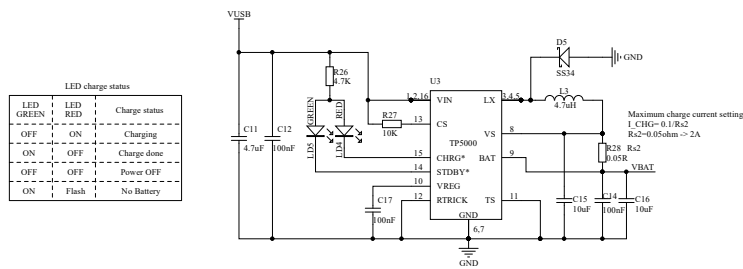 LED charge status
LED GREEN
LED RED
Charge status
OFF ON Charging
ON OFF Charge done
OFF OFF Power OFF
ON Flash No Battery
VUSB
C11
4.7uF
C12
100nF
R26
4.7K
GREEN
LD5
RED
LD4
R27
10K
C17
100nF
U3
1,2,16 VIN
13 CS
TP5000
15 CHRG*
14 STDBY*
10 VREG
12 RTRICK
GND
6,7
GND
LX 3,4,5
VS 8
BAT 9
TS 11
D5
SS34
GND
L3
4.7uH
Maximum charge current setting
I_CHG= 0.1/Rs2
Rs2=0.05ohm -> 2A
R28 Rs2
0.05R
VBAT
C15
10uF
C14
100nF
C16
10uF